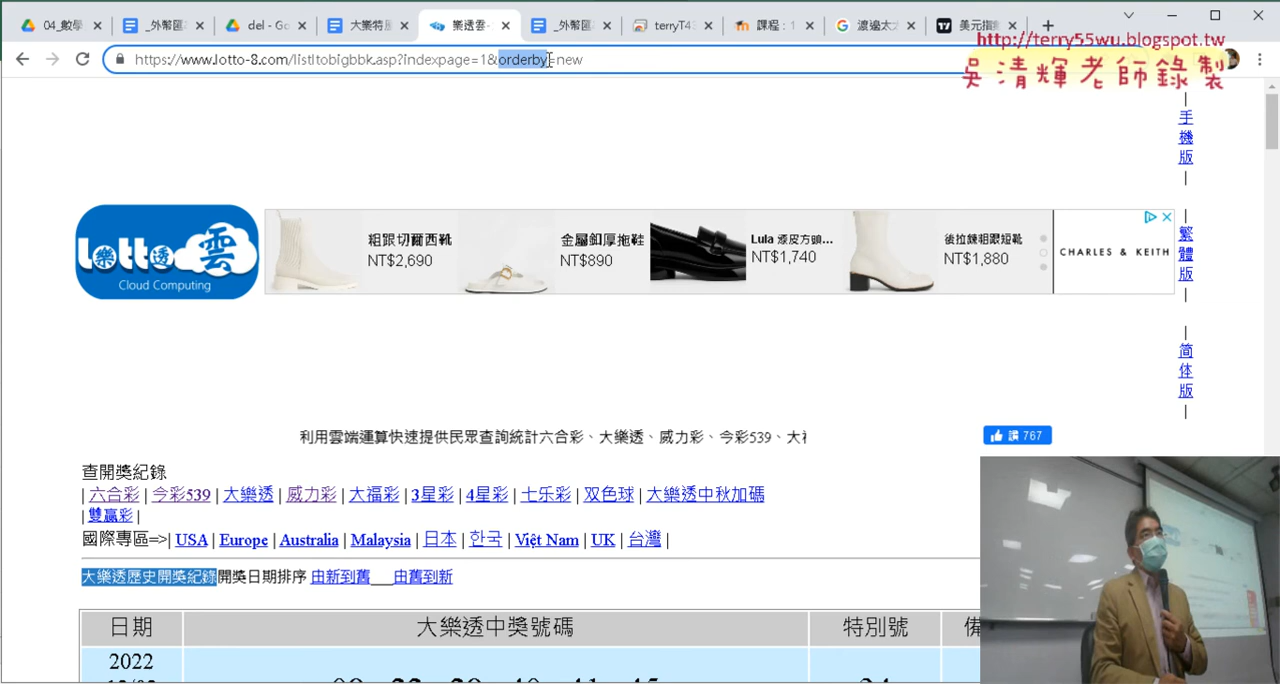 04_數學
_外幣匯
del - Go
大樂特展
樂透雲-
_外幣匯
terryT4
課程：1
渡邊太太
美元指
http://terry55wu.blogspot.tw
https://www.lotto-8.com/listltobigbbk.asp?indexpage=1&orderby=new
吳清輝老師錄製
|
手機版
|
|
繁體版
|
|
简体版
|
lotto樂透雲
Cloud Computing
粗跟切爾西靴
NT$2,690
金屬釦厚拖鞋
NT$890
Lula 漆皮方頭...
NT$1,740
後拉鍊粗跟短靴
NT$1,880
CHARLES & KEITH
利用雲端運算快速提供民眾查詢統計六合彩、大樂透、威力彩、今彩539、大福
讚 767
查開獎紀錄
| 六合彩 | 今彩539 | 大樂透 | 威力彩 | 大福彩 | 3星彩 | 4星彩 | 七乐彩 | 双色球 | 大樂透中秋加碼
| 雙贏彩 |
國際專區=>| USA | Europe | Australia | Malaysia | 日本 | 한국 | Việt Nam | UK | 台灣 |
大樂透歷史開獎紀錄開獎日期排序 由新到舊___由舊到新
日期 大樂透中獎號碼 特別號 備
2022